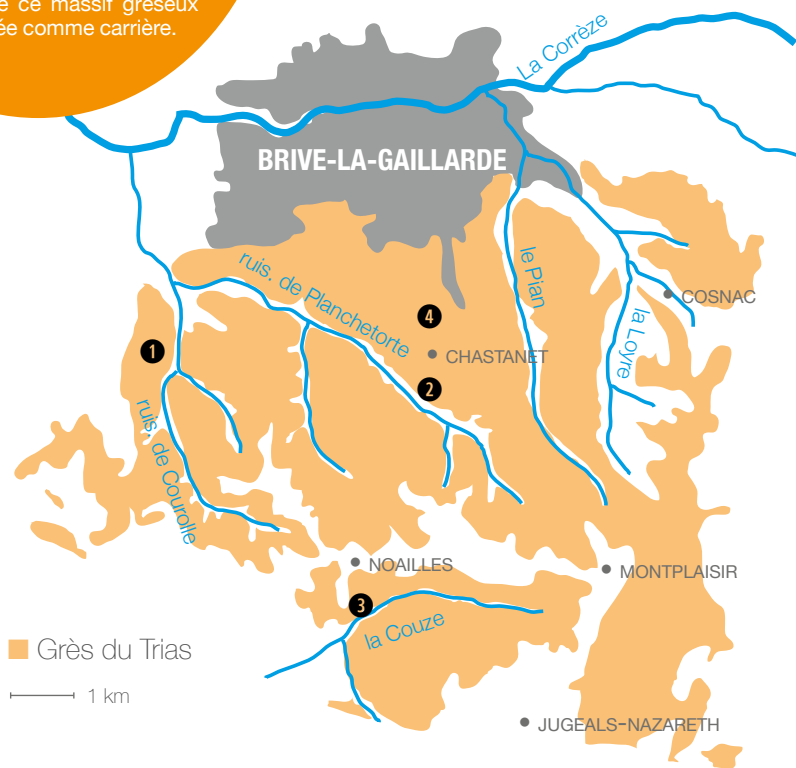 e ce massif gréseux
ée comme carrière.
La Corrèze
BRIVE-LA-GAILLARDE
ruis. de Planchetorte
le Pian
COSNAC
la Loyre
4
1
CHASTANET
2
ruis. de Courolle
NOAILLES
MONTPLAISIR
3
la Couze
Grès du Trias
1 km
JUGEALS-NAZARETH